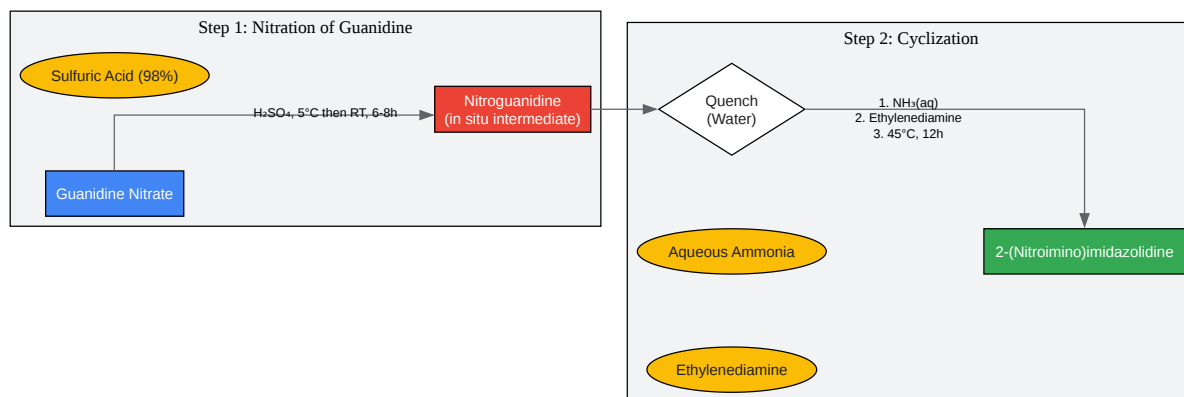 Step 1: Nitration of Guanidine
Sulfuric Acid (98%)
H₂SO₄, 5°C then RT, 6-8h
Nitroguanidine
(in situ intermediate)
Guanidine Nitrate
Step 2: Cyclization
Quench
(Water)
1. NH₃(aq)
2. Ethylenediamine
3. 45°C, 12h
Aqueous Ammonia
2-(Nitroimino)imidazolidine
Ethylenediamine